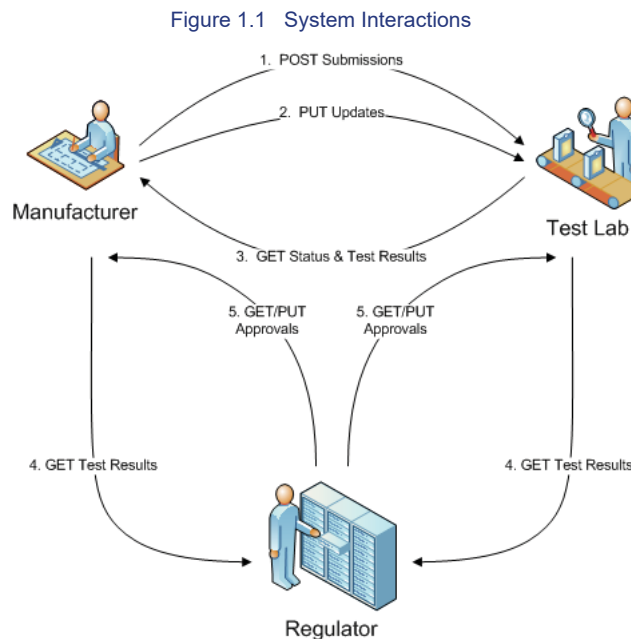 Figure 1.1   System Interactions
1.  POST Submissions
2.  PUT Updates
Manufacturer
Test Lab
3.  GET Status & Test Results
5. GET/PUT
Approvals
5. GET/PUT
Approvals
4. GET Test Results
4. GET Test Results
Regulator